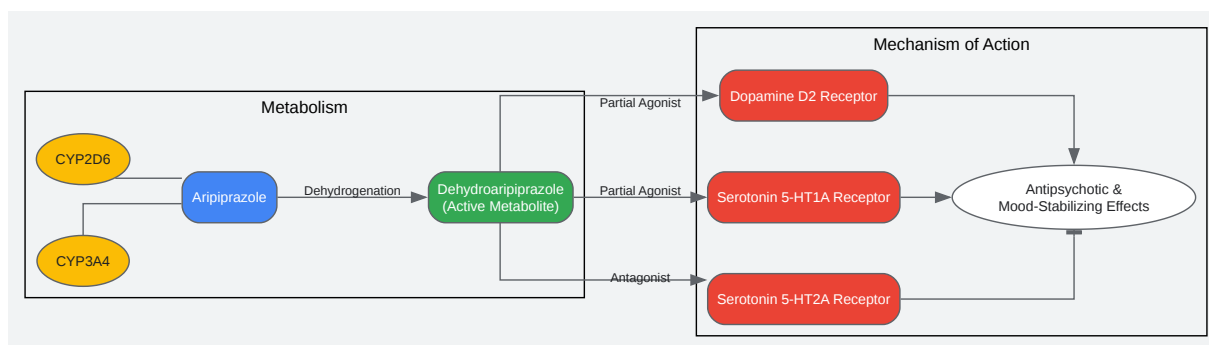 Mechanism of Action
Metabolism
CYP2D6
CYP3A4
Aripiprazole
Dehydrogenation
Dehydroaripiprazole
(Active Metabolite)
Partial Agonist
Partial Agonist
Antagonist
Dopamine D2 Receptor
Serotonin 5-HT1A Receptor
Serotonin 5-HT2A Receptor
Antipsychotic &
Mood-Stabilizing Effects